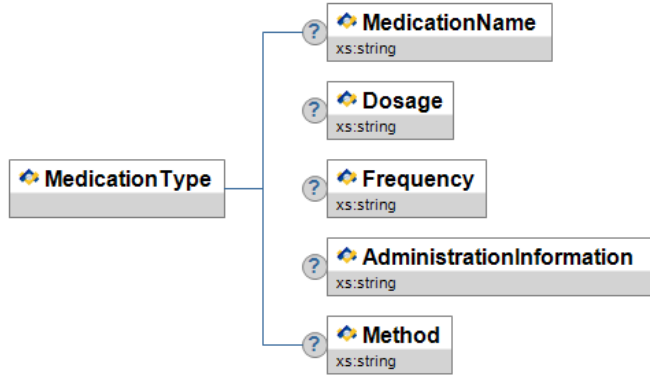 ?
MedicationName
xs:string
?
Dosage
xs:string
MedicationType
?
Frequency
xs:string
?
AdministrationInformation
xs:string
?
Method
xs:string